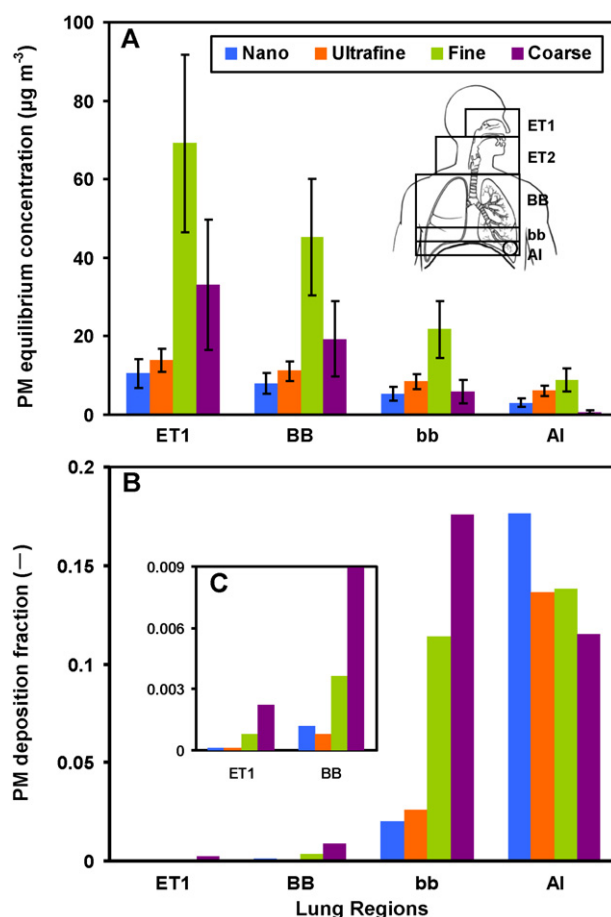 A
Nano Ultrafine Fine Coarse
PM equilibrium concentration (µg m⁻³)
100
80
60
40
20
0
ET1
ET2
BB
bb
AI
ET1 BB bb AI
B
PM deposition fraction (—)
0.2
0.15
0.1
0.05
0
C
0.009
0.006
0.003
0
ET1 BB
ET1 BB bb AI
Lung Regions